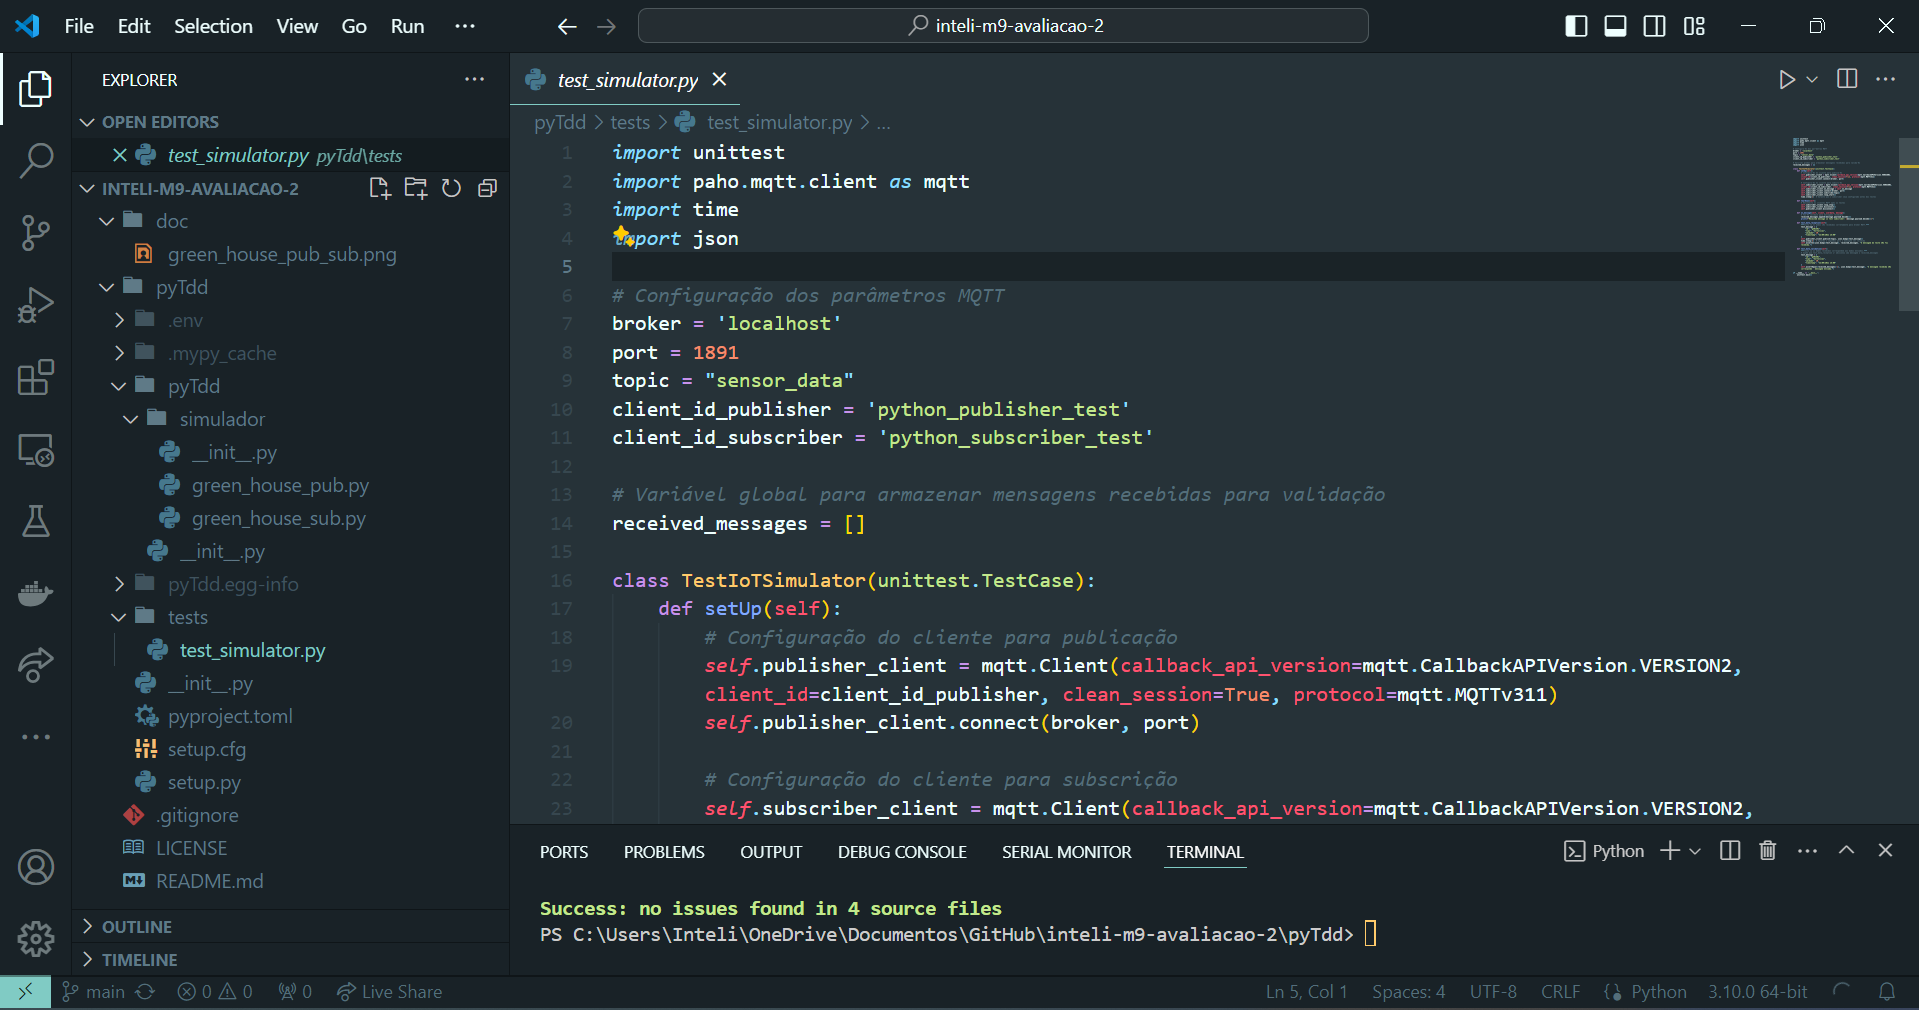 File Edit Selection View Go Run
inteli-m9-avaliacao-2
EXPLORER
OPEN EDITORS
test_simulator.py pyTdd\tests
INTELI-M9-AVALIACAO-2
doc
green_house_pub_sub.png
pyTdd
.env
.mypy_cache
pyTdd
simulador
__init__.py
green_house_pub.py
green_house_sub.py
__init__.py
pyTdd.egg-info
tests
test_simulator.py
__init__.py
pyproject.toml
setup.cfg
setup.py
.gitignore
LICENSE
README.md
OUTLINE
TIMELINE
test_simulator.py
pyTdd > tests > test_simulator.py > ...
1 import unittest
2 import paho.mqtt.client as mqtt
3 import time
4 import json
5
6 # Configuração dos parâmetros MQTT
7 broker = 'localhost'
8 port = 1891
9 topic = "sensor_data"
10 client_id_publisher = 'python_publisher_test'
11 client_id_subscriber = 'python_subscriber_test'
12
13 # Variável global para armazenar mensagens recebidas para validação
14 received_messages = []
15
16 class TestIoTSimulator(unittest.TestCase):
17 def setUp(self):
18 # Configuração do cliente para publicação
19 self.publisher_client = mqtt.Client(callback_api_version=mqtt.CallbackAPIVersion.VERSION2,
client_id=client_id_publisher, clean_session=True, protocol=mqtt.MQTTv311)
20 self.publisher_client.connect(broker, port)
21
22 # Configuração do cliente para subscrição
23 self.subscriber_client = mqtt.Client(callback_api_version=mqtt.CallbackAPIVersion.VERSION2,
PORTS PROBLEMS OUTPUT DEBUG CONSOLE SERIAL MONITOR TERMINAL
Python
Success: no issues found in 4 source files
PS C:\Users\Inteli\OneDrive\Documentos\GitHub\inteli-m9-avaliacao-2\pyTdd>
main 0 0 0 Live Share
Ln 5, Col 1 Spaces: 4 UTF-8 CRLF Python 3.10.0 64-bit